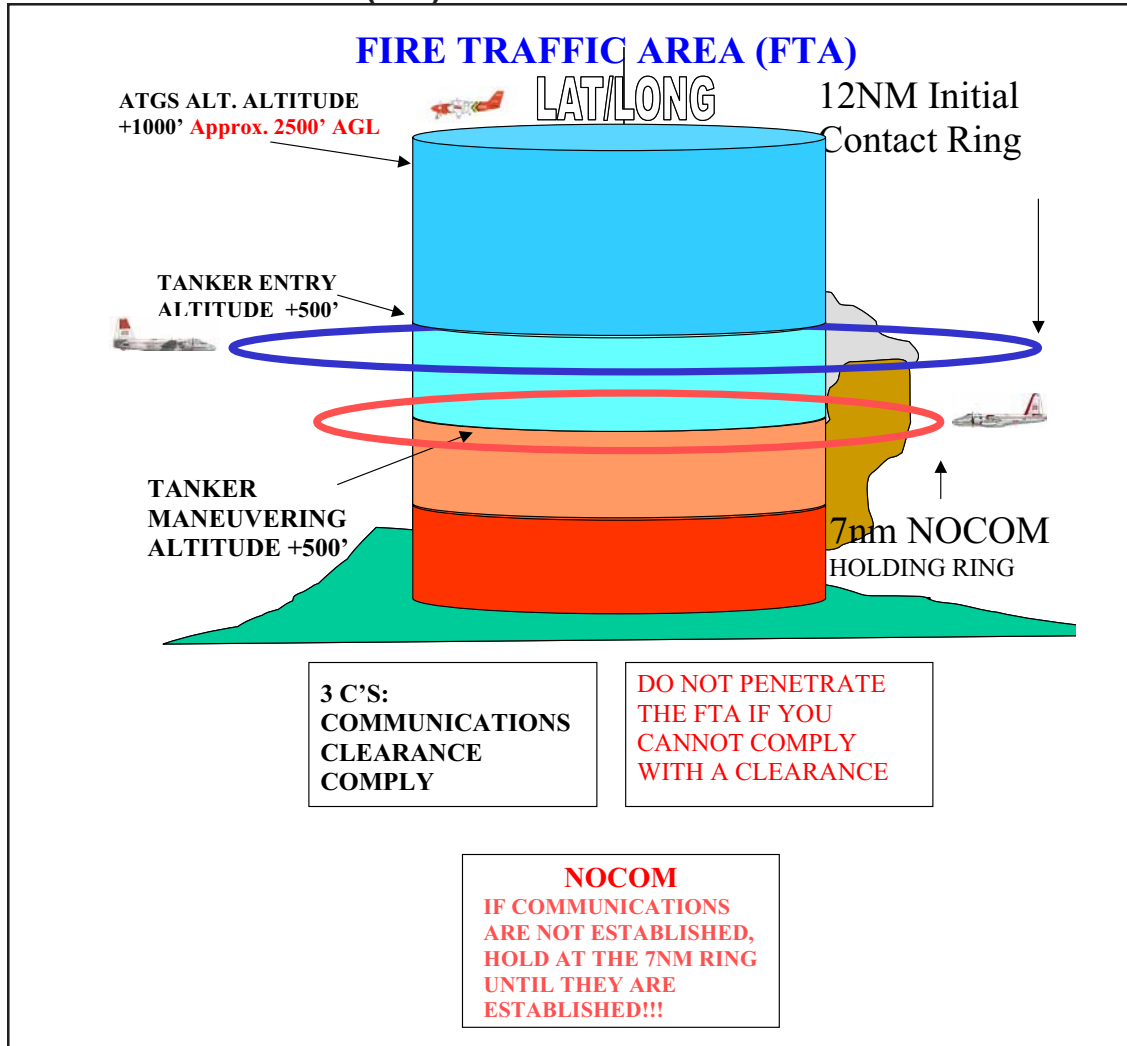 FIRE TRAFFIC AREA (FTA)
LAT/LONG
ATGS ALT. ALTITUDE
+1000’ Approx. 2500’ AGL
12NM Initial
Contact Ring
TANKER ENTRY
ALTITUDE +500’
TANKER
MANEUVERING
ALTITUDE +500’
7nm NOCOM
HOLDING RING
3 C’S:
COMMUNICATIONS
CLEARANCE
COMPLY
DO NOT PENETRATE
THE FTA IF YOU
CANNOT COMPLY
WITH A CLEARANCE
NOCOM
IF COMMUNICATIONS
ARE NOT ESTABLISHED,
HOLD AT THE 7NM RING
UNTIL THEY ARE
ESTABLISHED!!!